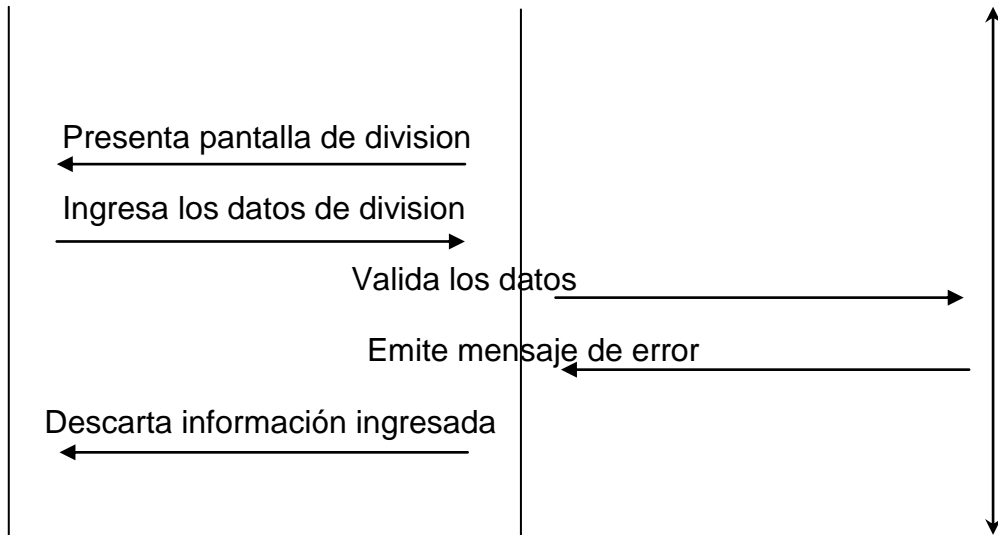 Presenta pantalla de division
Ingresa los datos de division
Valida los datos
Emite mensaje de error
Descarta información ingresada